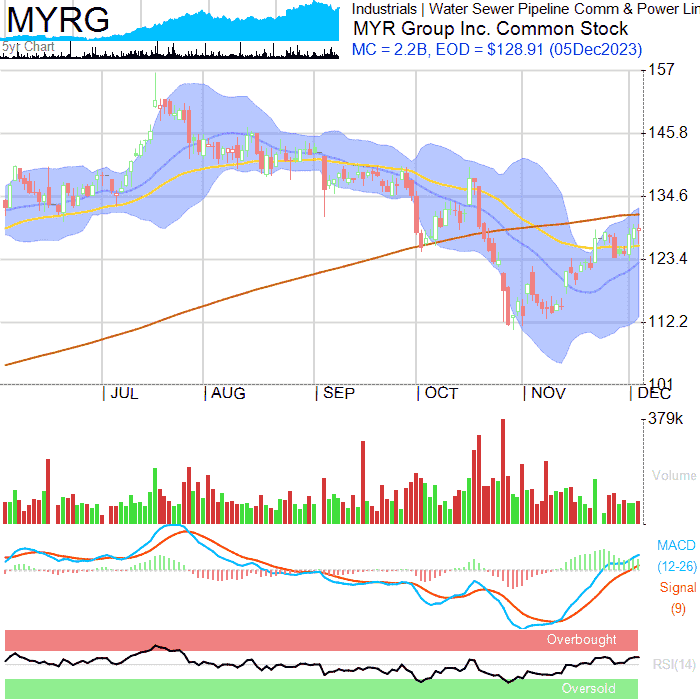 MYRG
5yr Chart
Industrials | Water Sewer Pipeline Comm & Power Lin
MYR Group Inc. Common Stock
MC = 2.2B, EOD = $128.91 (05Dec2023)
157
145.8
134.6
123.4
112.2
101
JUL
AUG
SEP
OCT
NOV
DEC
379k
Volume
MACD
(12-26)
Signal
(9)
Overbought
RSI(14)
Oversold